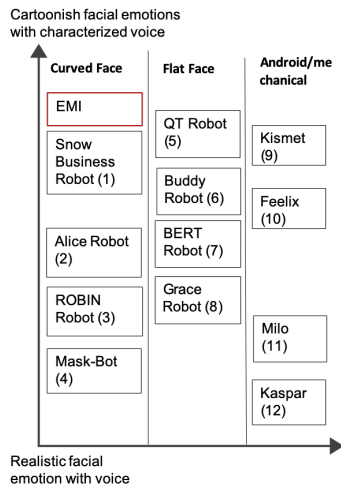 Cartoonish facial emotions
with characterized voice
Curved Face
Flat Face
Android/me
chanical
EMI
Snow
Business
Robot (1)
Alice Robot
(2)
ROBIN
Robot (3)
Mask-Bot
(4)
QT Robot
(5)
Buddy
Robot (6)
BERT
Robot (7)
Grace
Robot (8)
Kismet
(9)
Feelix
(10)
Milo
(11)
Kaspar
(12)
Realistic facial
emotion with voice